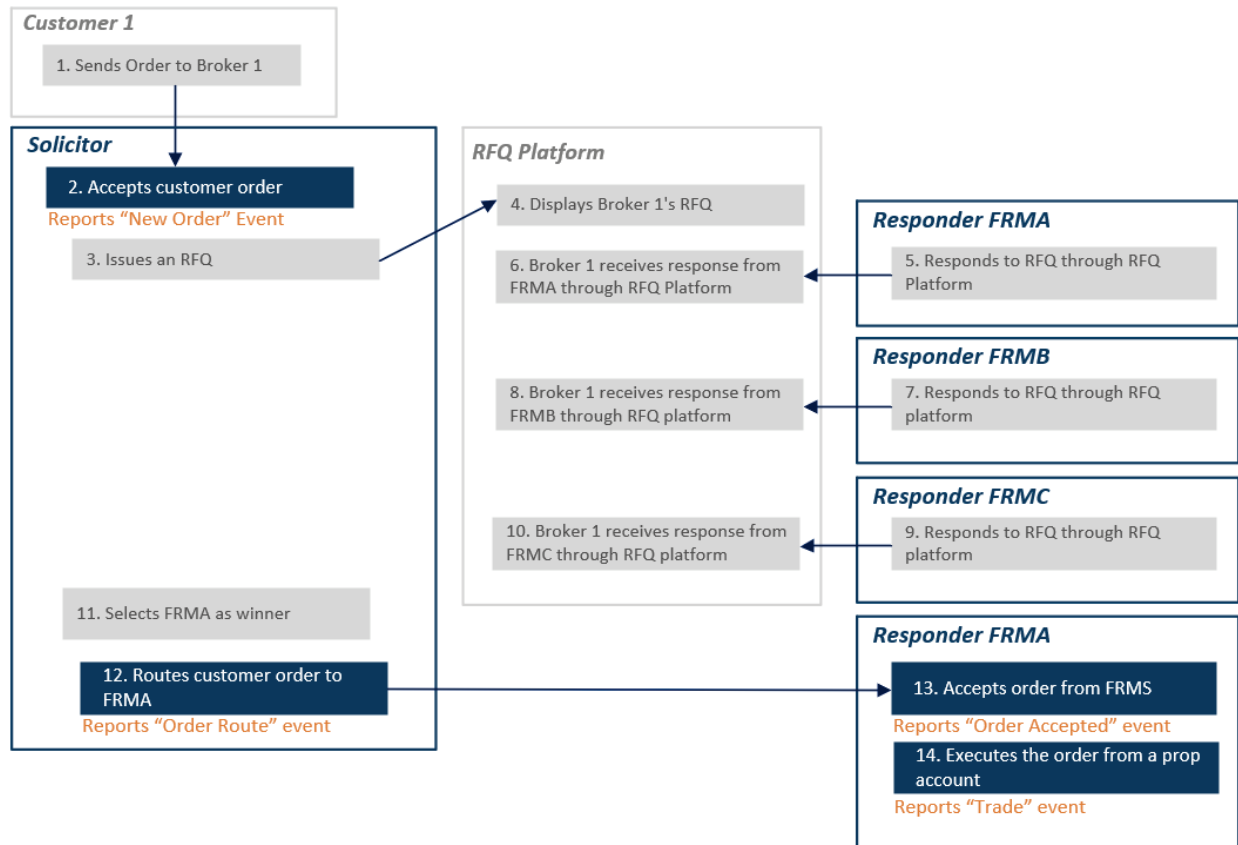 Customer 1
1. Sends Order to Broker 1
Solicitor
2. Accepts customer order
Reports “New Order” Event
3. Issues an RFQ
RFQ Platform
4. Displays Broker 1's RFQ
6. Broker 1 receives response from
FRMA through RFQ Platform
8. Broker 1 receives response from
FRMB through RFQ platform
10. Broker 1 receives response from
FRMC through RFQ platform
Responder FRMA
5. Responds to RFQ through RFQ
Platform
Responder FRMB
7. Responds to RFQ through RFQ
platform
Responder FRMC
9. Responds to RFQ through RFQ
platform
11. Selects FRMA as winner
12. Routes customer order to
FRMA
Reports “Order Route” event
Responder FRMA
13. Accepts order from FRMS
Reports “Order Accepted” event
14. Executes the order from a prop
account
Reports “Trade” event